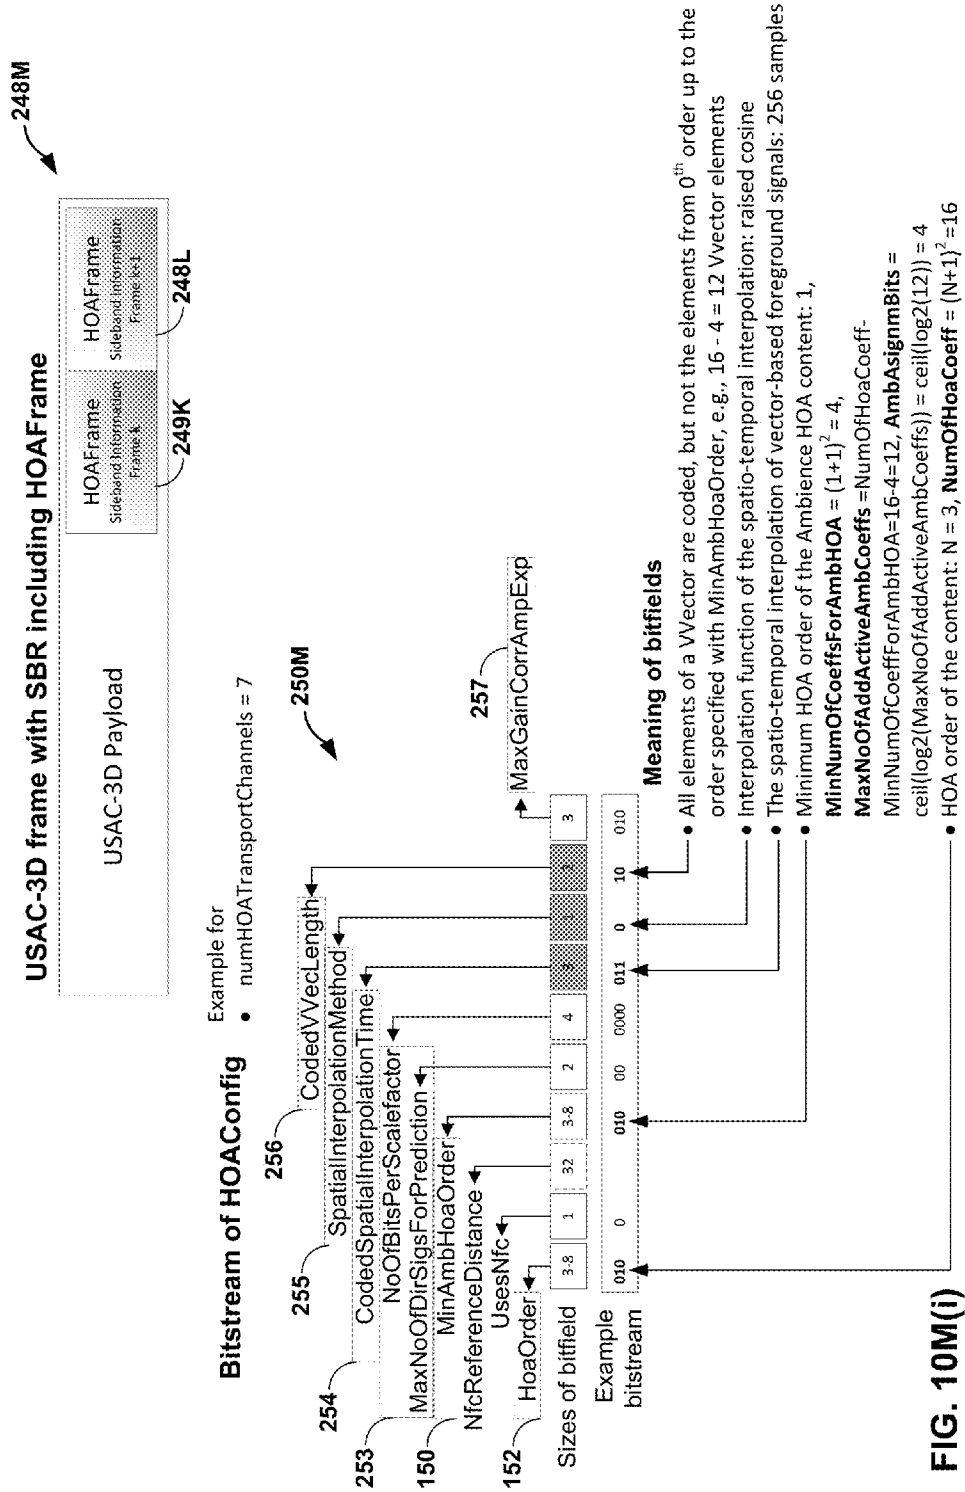 USAC-3D frame with SBR including HOAFrame
248M
USAC-3D Payload
HOAFrame
Sideband Information
Frame k
HOAFrame
Sideband Information
Frame k+1
249K
248L
Bitstream of HOAConfig
Example for
• numHOATransportChannels = 7
250M
256
CodedVVecLength
255
SpatialInterpolationMethod
254
CodedSpatialInterpolationTime
NoOfBitsPerScalefactor
253
MaxNoOfDirSigsForPrediction
MinAmbHoaOrder
150
NfcReferenceDistance
UsesNfc
152
HoaOrder
257
MaxGainCorrAmpExp
Sizes of bitfield
3-8 1 32 3-8 2 4 3 1 2 3
Example
bitstream
010 0 010 00 0000 011 0 10 010
Meaning of bitfields
• All elements of a VVector are coded, but not the elements from 0th order up to the
order specified with MinAmbHoaOrder, e.g., 16 - 4 = 12 Vvector elements
• Interpolation function of the spatio-temporal interpolation: raised cosine
• The spatio-temporal interpolation of vector-based foreground signals: 256 samples
• Minimum HOA order of the Ambience HOA content: 1,
MinNumOfCoeffsForAmbHOA = (1+1)² = 4,
MaxNoOfAddActiveAmbCoeffs =NumOfHoaCoeff-
MinNumOfCoeffForAmbHOA=16-4=12, AmbAsignmBits =
ceil(log2(MaxNoOfAddActiveAmbCoeffs)) = ceil(log2(12)) = 4
• HOA order of the content: N = 3, NumOfHoaCoeff = (N+1)² =16
FIG. 10M(i)